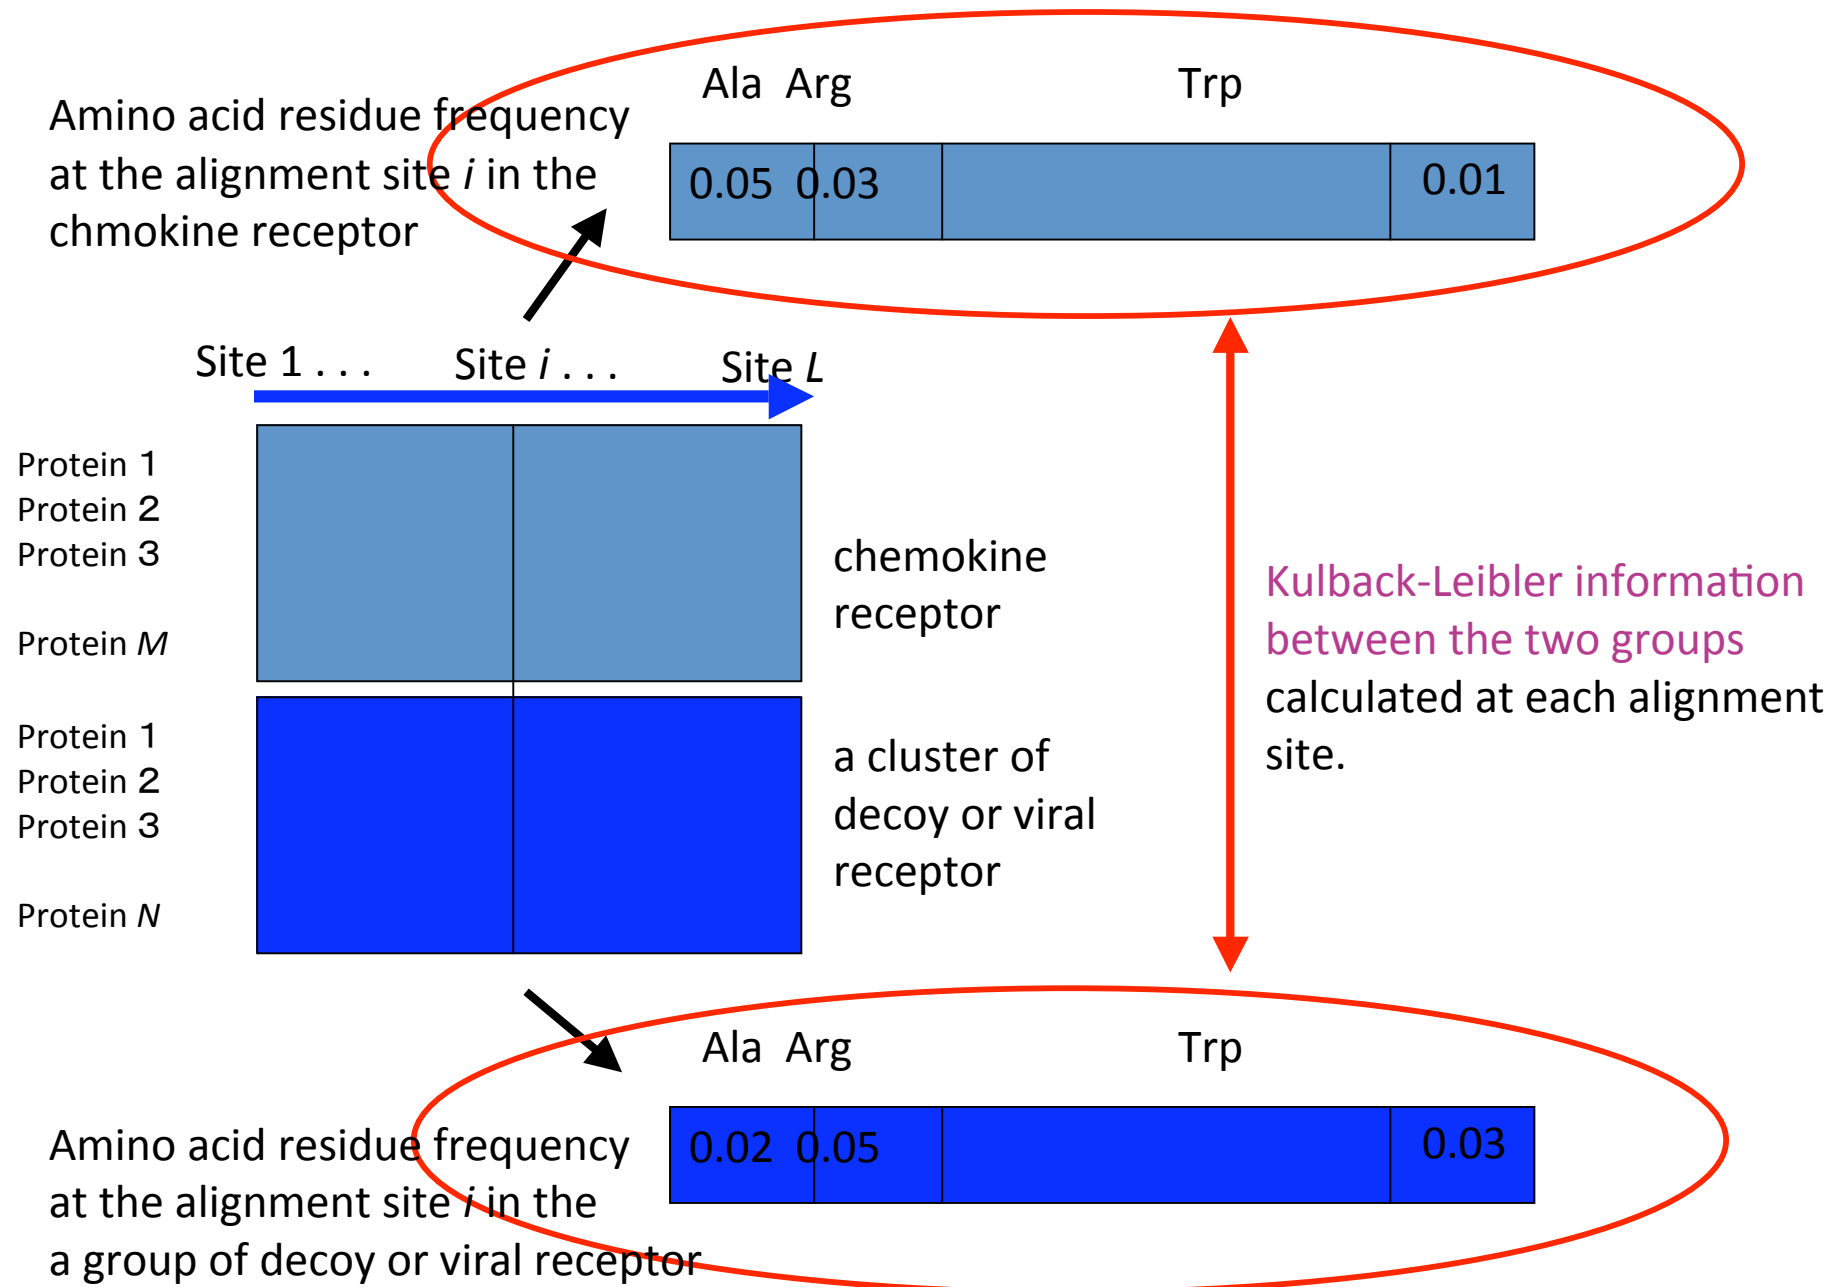 Ala Arg Trp
Amino acid residue frequency
at the alignment site i in the
chmokine receptor
0.05 0.03 0.01
Site 1 . . . Site i . . . Site L
Protein 1
Protein 2
Protein 3
Protein M
chemokine
receptor
Protein 1
Protein 2
Protein 3
Protein N
a cluster of
decoy or viral
receptor
Kulback-Leibler information
between the two groups
calculated at each alignment
site.
Ala Arg Trp
0.02 0.05 0.03
Amino acid residue frequency
at the alignment site i in the
a group of decoy or viral receptor